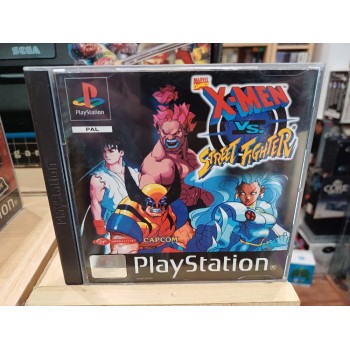 SEGA
PlayStation
PAL
MARVEL
X-MEN
VS.
STREET FIGHTER
CAPCOM
PlayStation